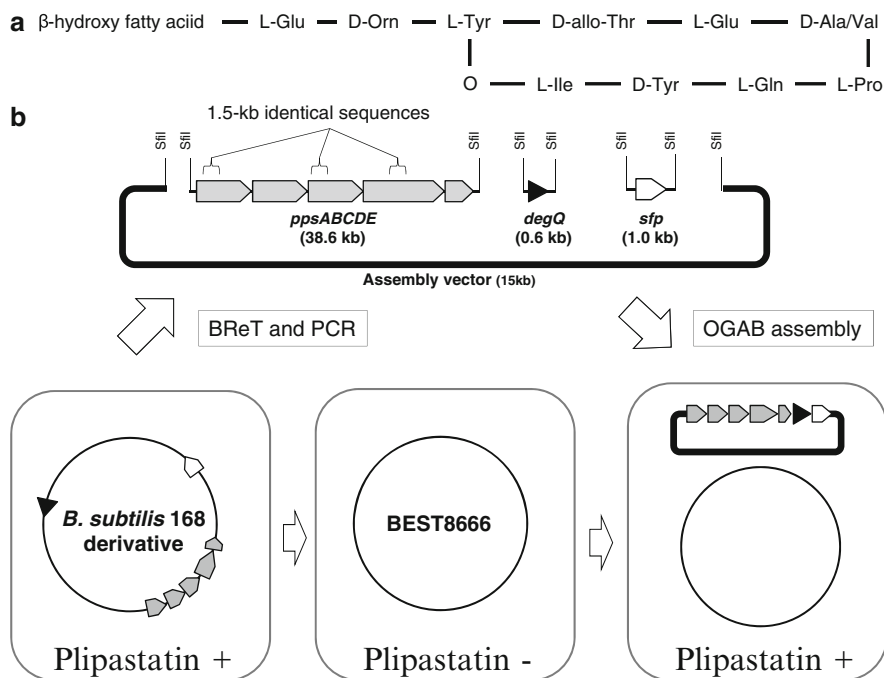 a β-hydroxy fatty aciid L-Glu D-Orn L-Tyr D-allo-Thr L-Glu D-Ala/Val
O L-Ile D-Tyr L-Gln L-Pro
b
1.5-kb identical sequences
SfiI SfiI SfiI SfiI SfiI SfiI SfiI SfiI
ppsABCDE degQ sfp
(38.6 kb) (0.6 kb) (1.0 kb)
Assembly vector (15kb)
BReT and PCR OGAB assembly
B. subtilis 168
derivative
BEST8666
Plipastatin + Plipastatin - Plipastatin +